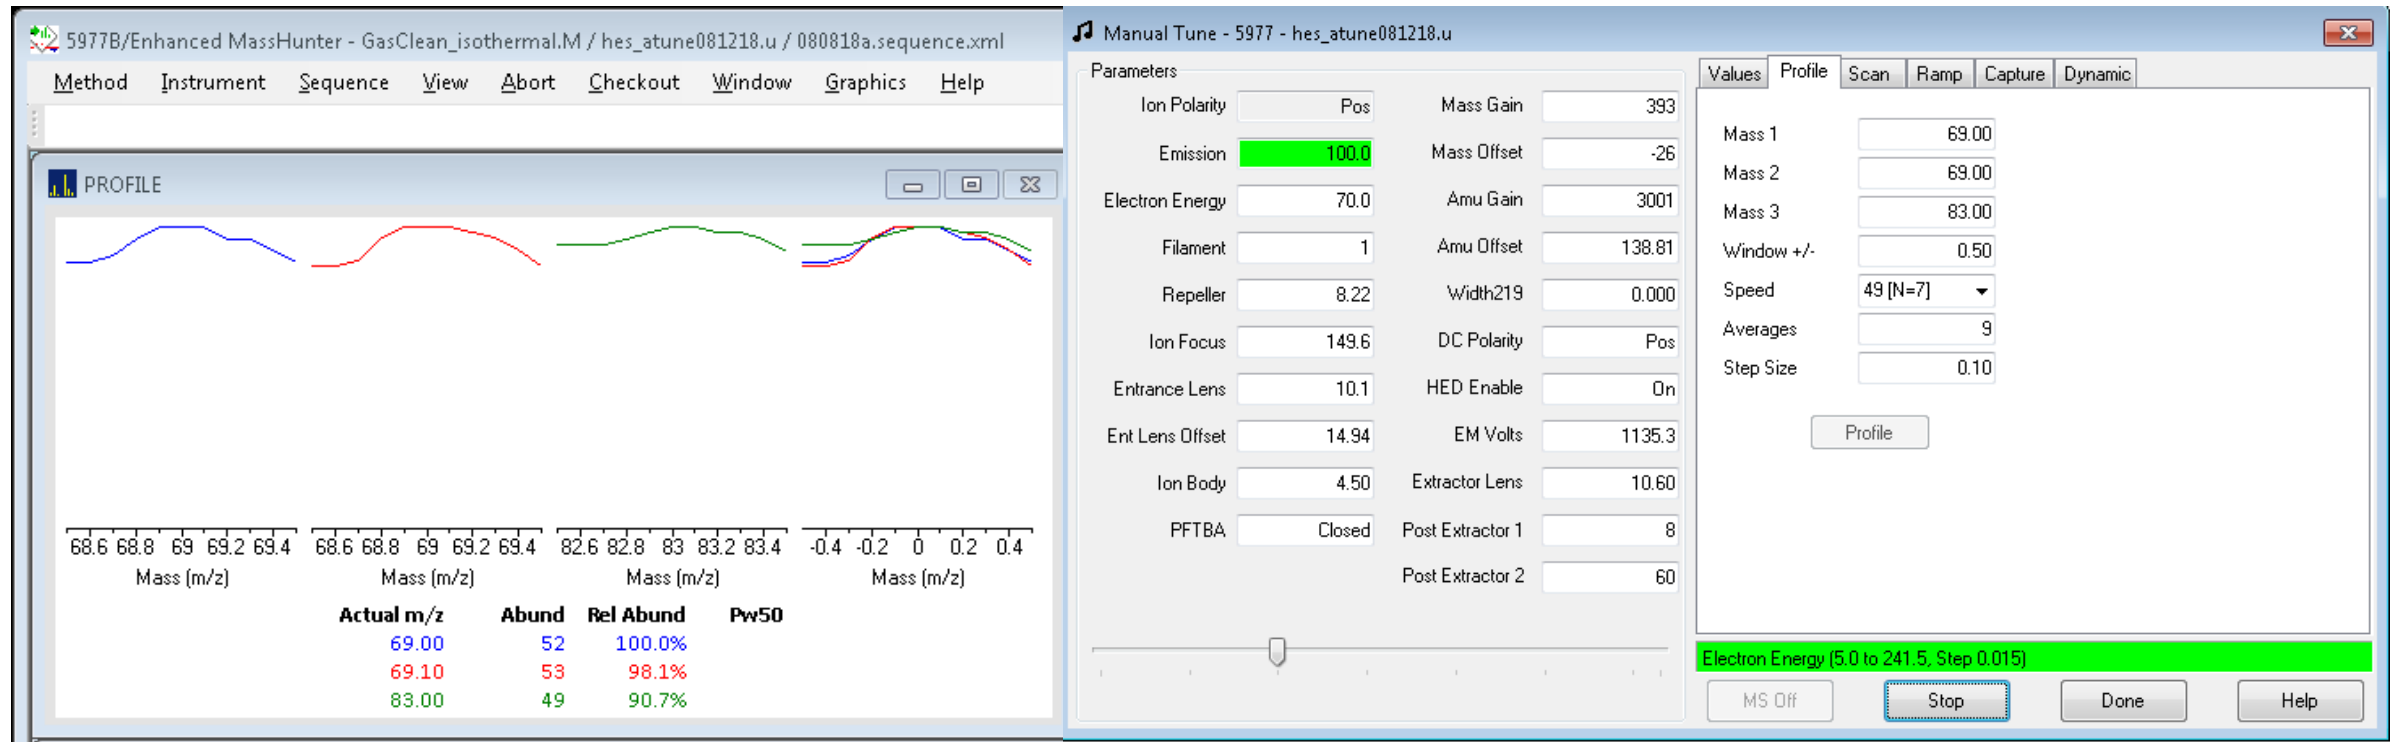 5977B/Enhanced MassHunter - GasClean_isothermal.M / hes_atune081218.u / 080818a.sequence.xml
Method Instrument Sequence View Abort Checkout Window Graphics Help
PROFILE
68.6 68.8 69 69.2 69.4
Mass (m/z)
68.6 68.8 69 69.2 69.4
Mass (m/z)
82.6 82.8 83 83.2 83.4
Mass (m/z)
-0.4 -0.2 0 0.2 0.4
Mass (m/z)
Actual m/z Abund Rel Abund Pw50
69.00 52 100.0%
69.10 53 98.1%
83.00 49 90.7%
Manual Tune - 5977 - hes_atune081218.u
Parameters
Ion Polarity Pos
Emission 100.0
Electron Energy 70.0
Filament 1
Repeller 8.22
Ion Focus 149.6
Entrance Lens 10.1
Ent Lens Offset 14.94
Ion Body 4.50
PFTBA Closed
Mass Gain 393
Mass Offset -26
Amu Gain 3001
Amu Offset 138.81
Width219 0.000
DC Polarity Pos
HED Enable On
EM Volts 1135.3
Extractor Lens 10.60
Post Extractor 1 8
Post Extractor 2 60
Values Profile Scan Ramp Capture Dynamic
Mass 1 69.00
Mass 2 69.00
Mass 3 83.00
Window +/- 0.50
Speed 49 [N=7]
Averages 9
Step Size 0.10
Profile
Electron Energy (5.0 to 241.5, Step 0.015)
MS Off Stop Done Help